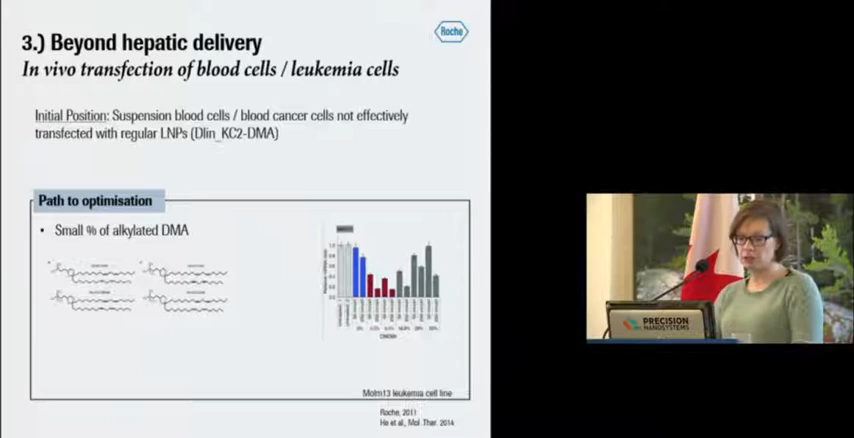 Roche
3.) Beyond hepatic delivery
In vivo transfection of blood cells / leukemia cells
Initial Position: Suspension blood cells / blood cancer cells not effectively
transfected with regular LNPs (Dlin_KC2-DMA)
Path to optimisation
• Small % of alkylated DMA
Molm13 leukemia cell line
Roche, 2011
He et al., Mol. Ther. 2014
PRECISION
NANOSYSTEMS